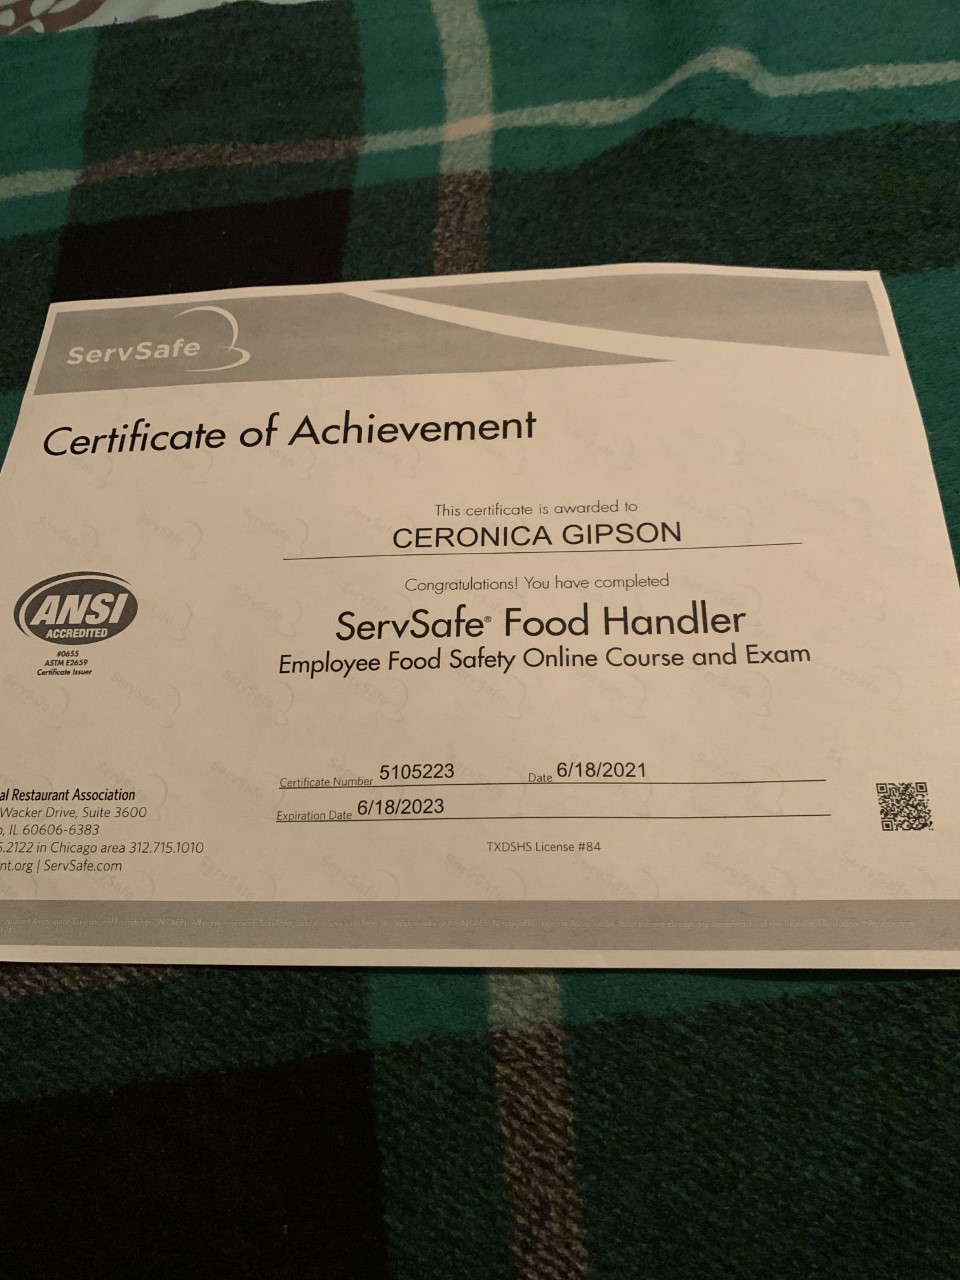 ServSafe
Certificate of Achievement
This certificate is awarded to
CERONICA GIPSON
Congratulations! You have completed
ServSafe® Food Handler
Employee Food Safety Online Course and Exam
ANSI
ACCREDITED
#0655
ASTM E2659
Certificate Issuer
Certificate Number 5105223 Date 6/18/2021
Expiration Date 6/18/2023
TXDSHS License #84
al Restaurant Association
Wacker Drive, Suite 3600
, IL 60606-6383
.2122 in Chicago area 312.715.1010
nt.org | ServSafe.com